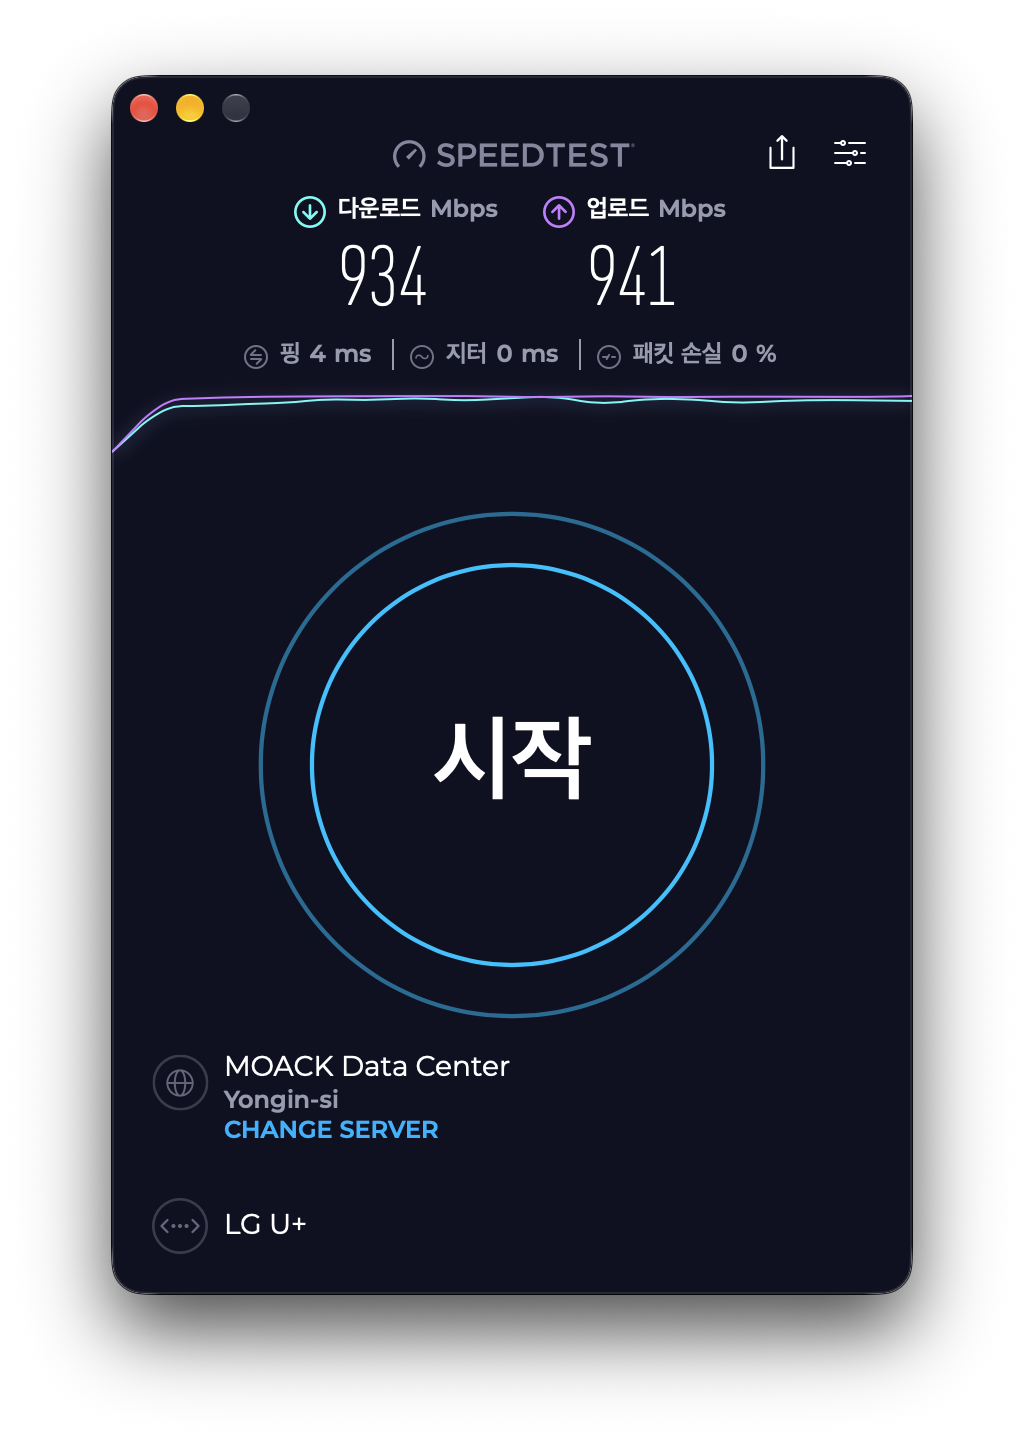 SPEEDTEST
다운로드 Mbps 업로드 Mbps
934 941
핑 4 ms 지터 0 ms 패킷 손실 0 %
시작
MOACK Data Center
Yongin-si
CHANGE SERVER
LG U+